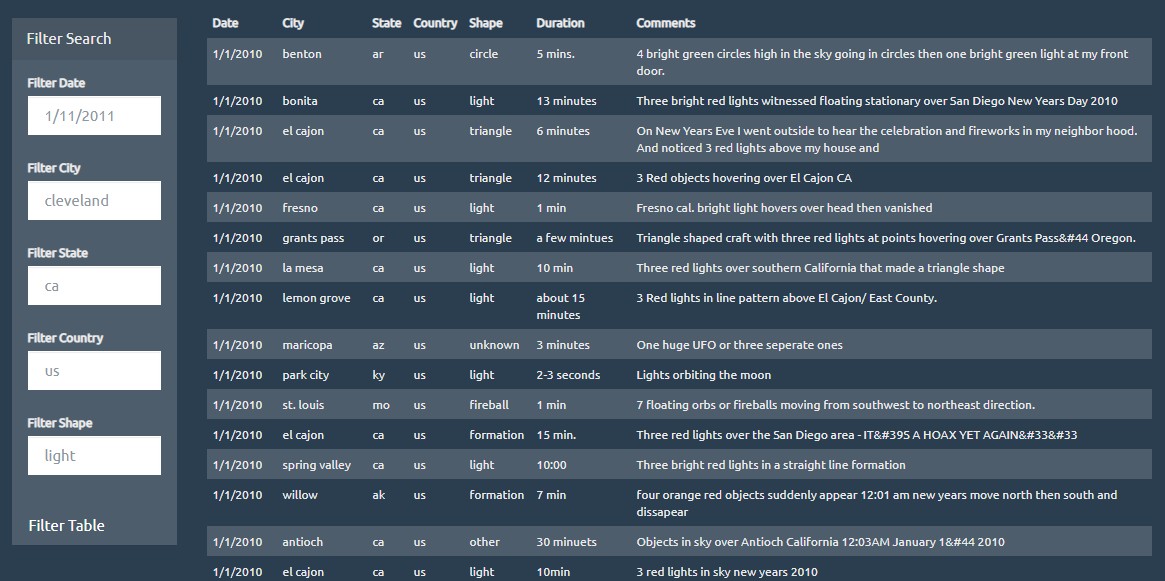 Filter Search
Filter Date
1/11/2011
Filter City
cleveland
Filter State
ca
Filter Country
us
Filter Shape
light
Filter Table
Date City State Country Shape Duration Comments
1/1/2010 benton ar us circle 5 mins. 4 bright green circles high in the sky going in circles then one bright green light at my front
door.
1/1/2010 bonita ca us light 13 minutes Three bright red lights witnessed floating stationary over San Diego New Years Day 2010
1/1/2010 el cajon ca us triangle 6 minutes On New Years Eve I went outside to hear the celebration and fireworks in my neighbor hood.
And noticed 3 red lights above my house and
1/1/2010 el cajon ca us triangle 12 minutes 3 Red objects hovering over El Cajon CA
1/1/2010 fresno ca us light 1 min Fresno cal. bright light hovers over head then vanished
1/1/2010 grants pass or us triangle a few mintues Triangle shaped craft with three red lights at points hovering over Grants Pass&#44 Oregon.
1/1/2010 la mesa ca us light 10 min Three red lights over southern California that made a triangle shape
1/1/2010 lemon grove ca us light about 15 3 Red lights in line pattern above El Cajon/ East County.
minutes
1/1/2010 maricopa az us unknown 3 minutes One huge UFO or three seperate ones
1/1/2010 park city ky us light 2-3 seconds Lights orbiting the moon
1/1/2010 st. louis mo us fireball 1 min 7 floating orbs or fireballs moving from southwest to northeast direction.
1/1/2010 el cajon ca us formation 15 min. Three red lights over the San Diego area - IT&#395 A HOAX YET AGAIN&#33&#33
1/1/2010 spring valley ca us light 10:00 Three bright red lights in a straight line formation
1/1/2010 willow ak us formation 7 min four orange red objects suddenly appear 12:01 am new years move north then south and
dissapear
1/1/2010 antioch ca us other 30 minuets Objects in sky over Antioch California 12:03AM January 1&#44 2010
1/1/2010 el cajon ca us light 10min 3 red lights in sky new years 2010